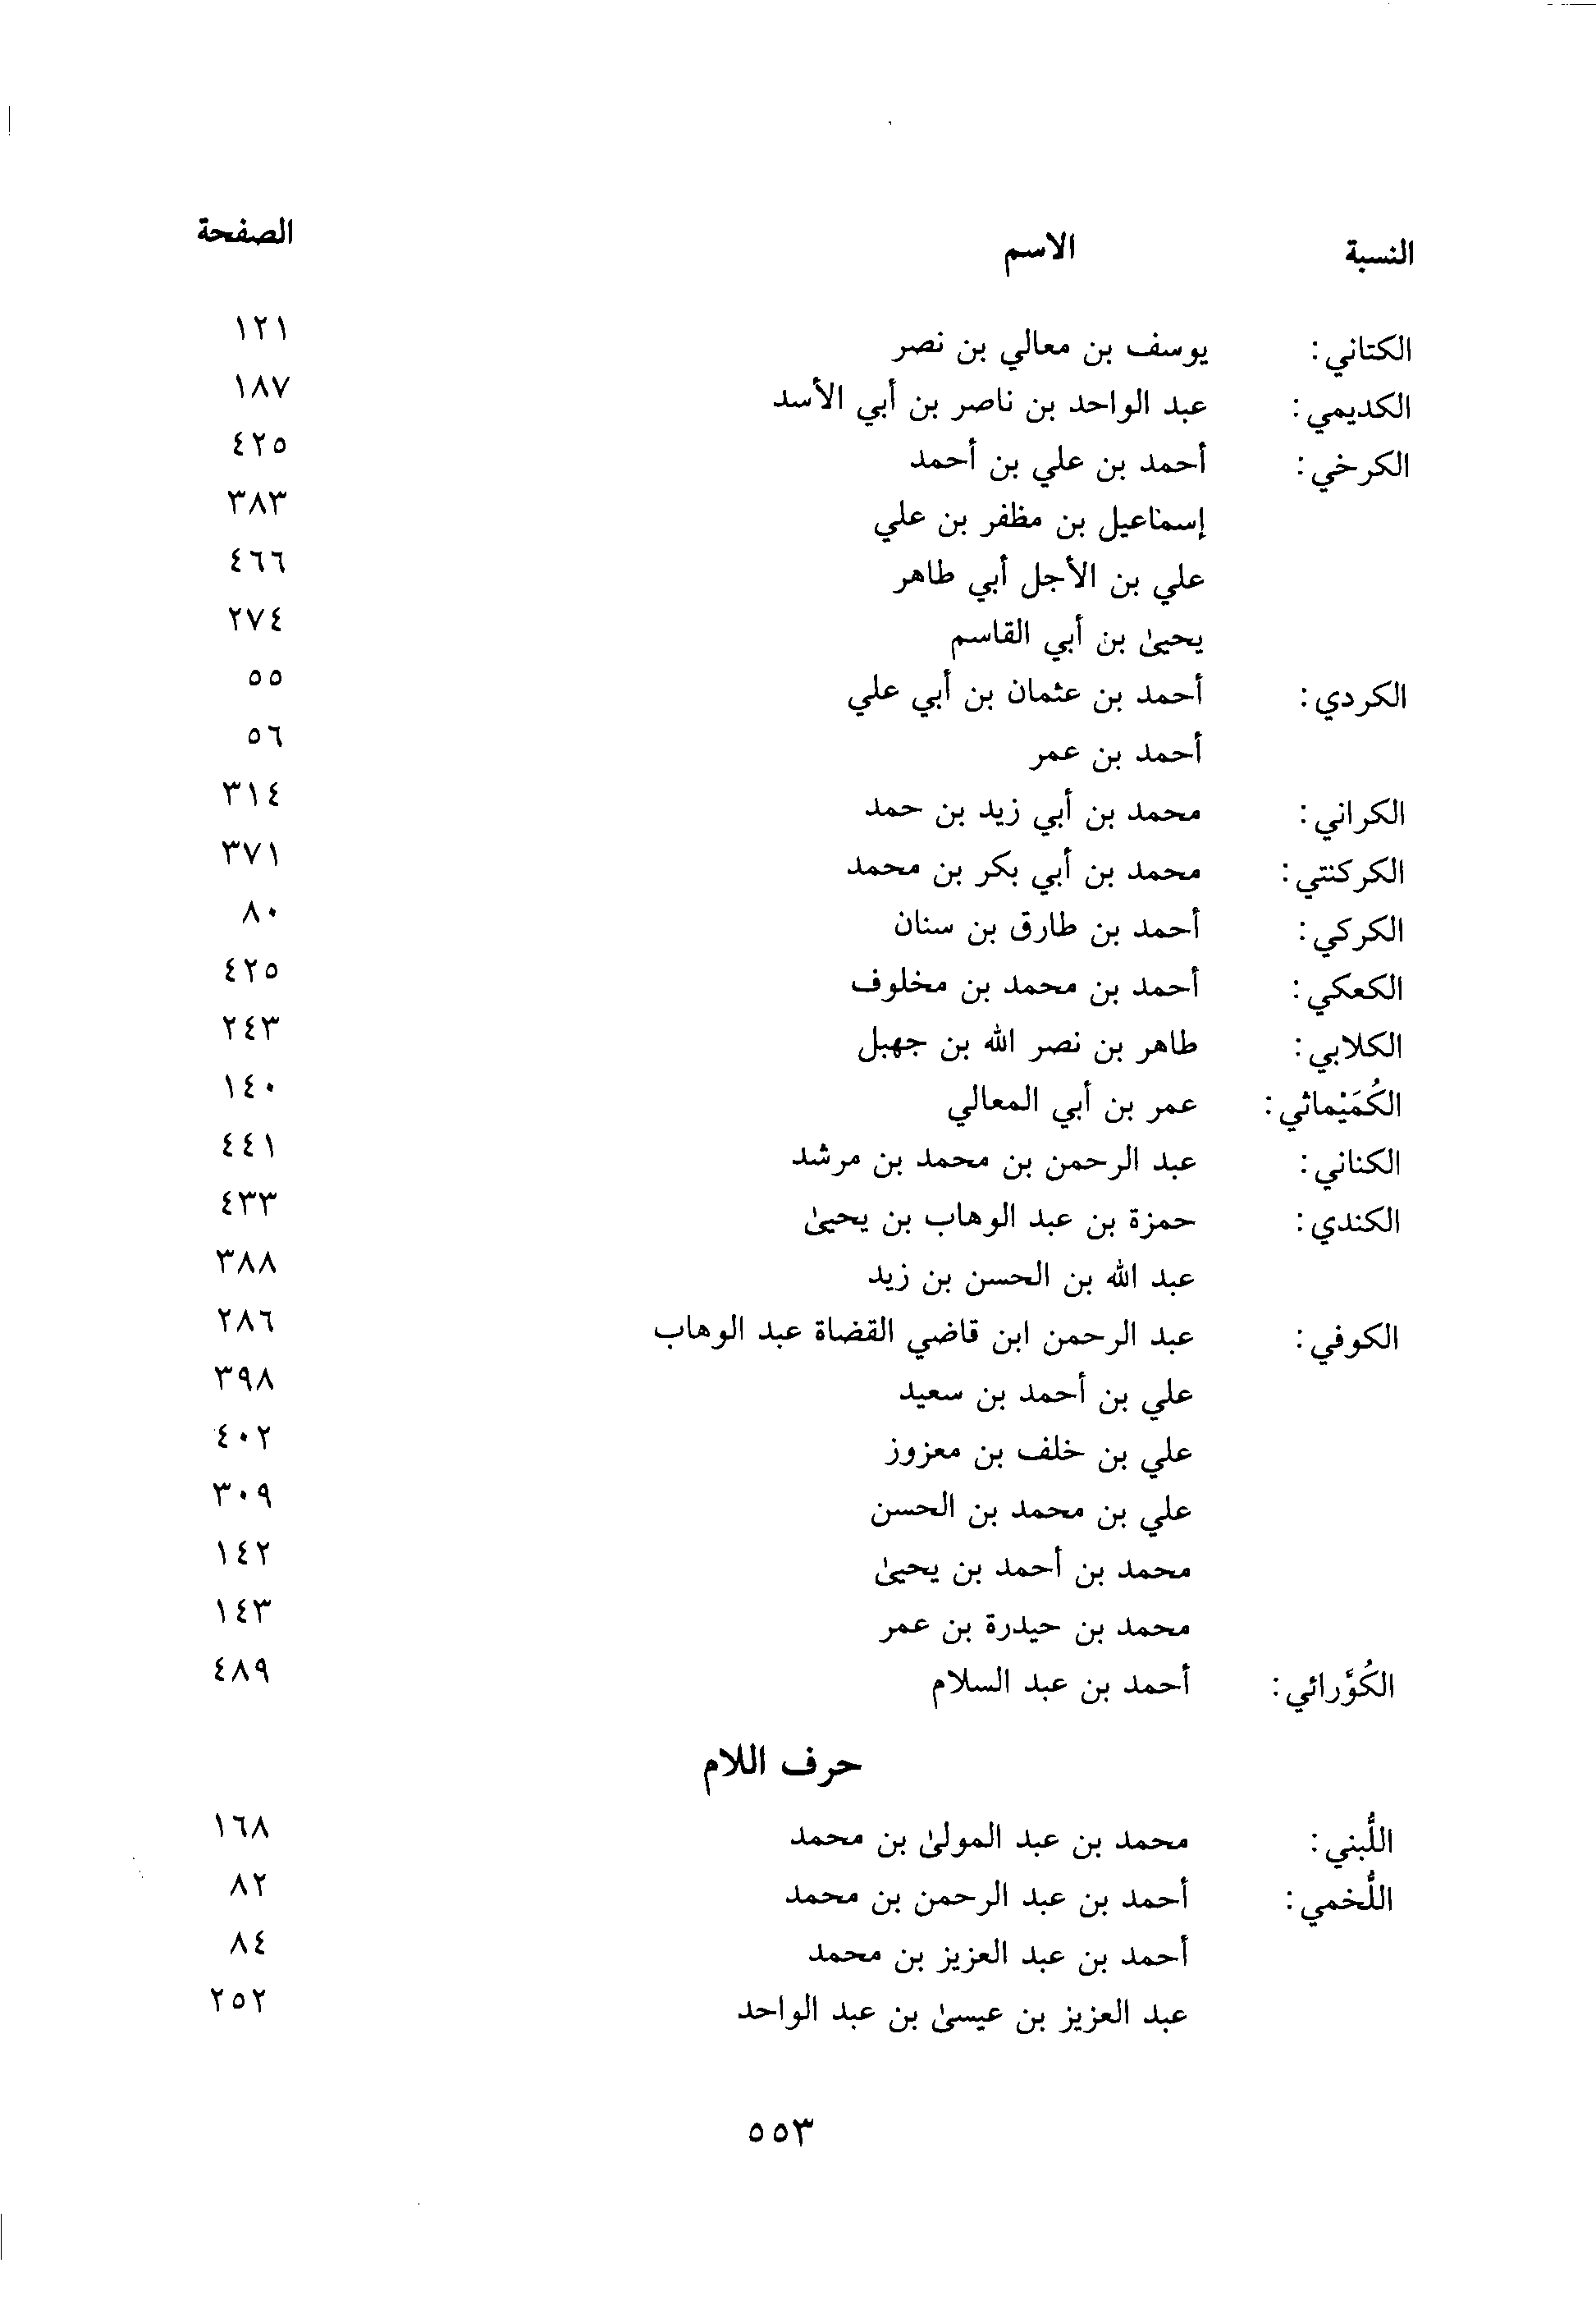 النسبة الاسم الصفحة
الكتاني: يوسف بن معالي بن نصر ١٢١
الكديمي: عبد الواحد بن ناصر بن أبي الأسد ١٨٧
الكرخي: أحمد بن علي بن أحمد ٤٢٥
إسماعيل بن مظفر بن علي ٣٨٣
علي بن الأجل أبي طاهر ٤٦٦
يحيىٰ بن أبي القاسم ٢٧٤
الكردي: أحمد بن عثمان بن أبي علي ٥٥
أحمد بن عمر ٥٦
الكراني: محمد بن أبي زيد بن حمد ٣١٤
الكركنتي: محمد بن أبي بكر بن محمد ٣٧١
الكركي: أحمد بن طارق بن سنان ٨٠
الكعكي: أحمد بن محمد بن مخلوف ٤٢٥
الكلابي: طاهر بن نصر الله بن جهبل ٢٤٣
الكُمَيْماثي: عمر بن أبي المعالي ١٤٠
الكناني: عبد الرحمن بن محمد بن مرشد ٤٤١
الكندي: حمزة بن عبد الوهاب بن يحيىٰ ٤٣٣
عبد الله بن الحسن بن زيد ٣٨٨
الكوفي: عبد الرحمن ابن قاضي القضاة عبد الوهاب ٢٨٦
علي بن أحمد بن سعيد ٣٩٨
علي بن خلف بن معزوز ٤٠٢
علي بن محمد بن الحسن ٣٠٩
محمد بن أحمد بن يحيىٰ ١٤٢
محمد بن حيدرة بن عمر ١٤٣
الكُوَّرائي: أحمد بن عبد السلام ٤٨٩
حرف اللام
اللُّبني: محمد بن عبد المولىٰ بن محمد ١٦٨
اللُّخمي: أحمد بن عبد الرحمن بن محمد ٨٢
أحمد بن عبد العزيز بن محمد ٨٤
عبد العزيز بن عيسىٰ بن عبد الواحد ٢٥٢
٥٥٣